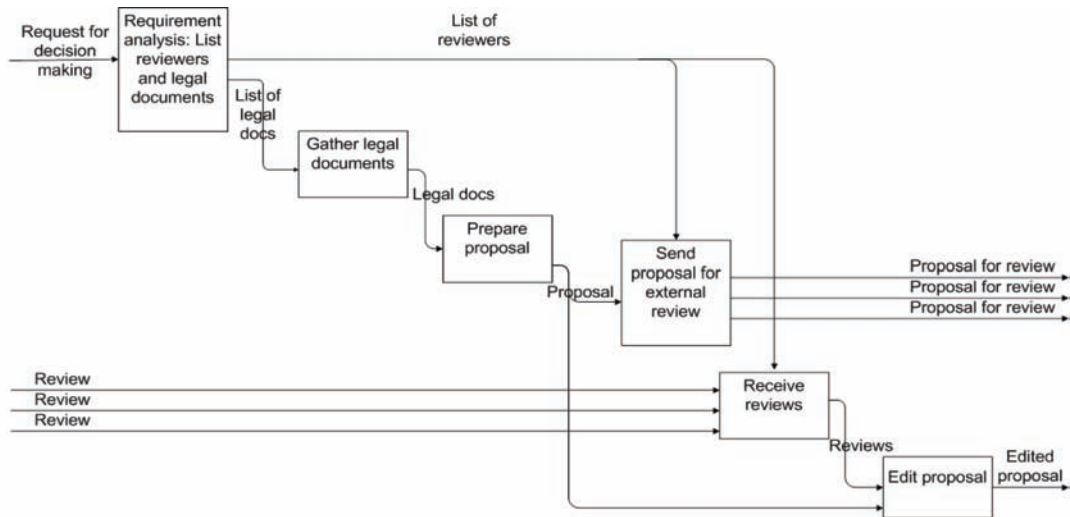 Request for
decision
making
Requirement
analysis: List
reviewers
and legal
documents
List of
reviewers
List of
legal
docs
Gather legal
documents
Legal docs
Prepare
proposal
Proposal
Send
proposal for
external
review
Proposal for review
Proposal for review
Proposal for review
Review
Review
Review
Receive
reviews
Reviews
Edit proposal
Edited
proposal